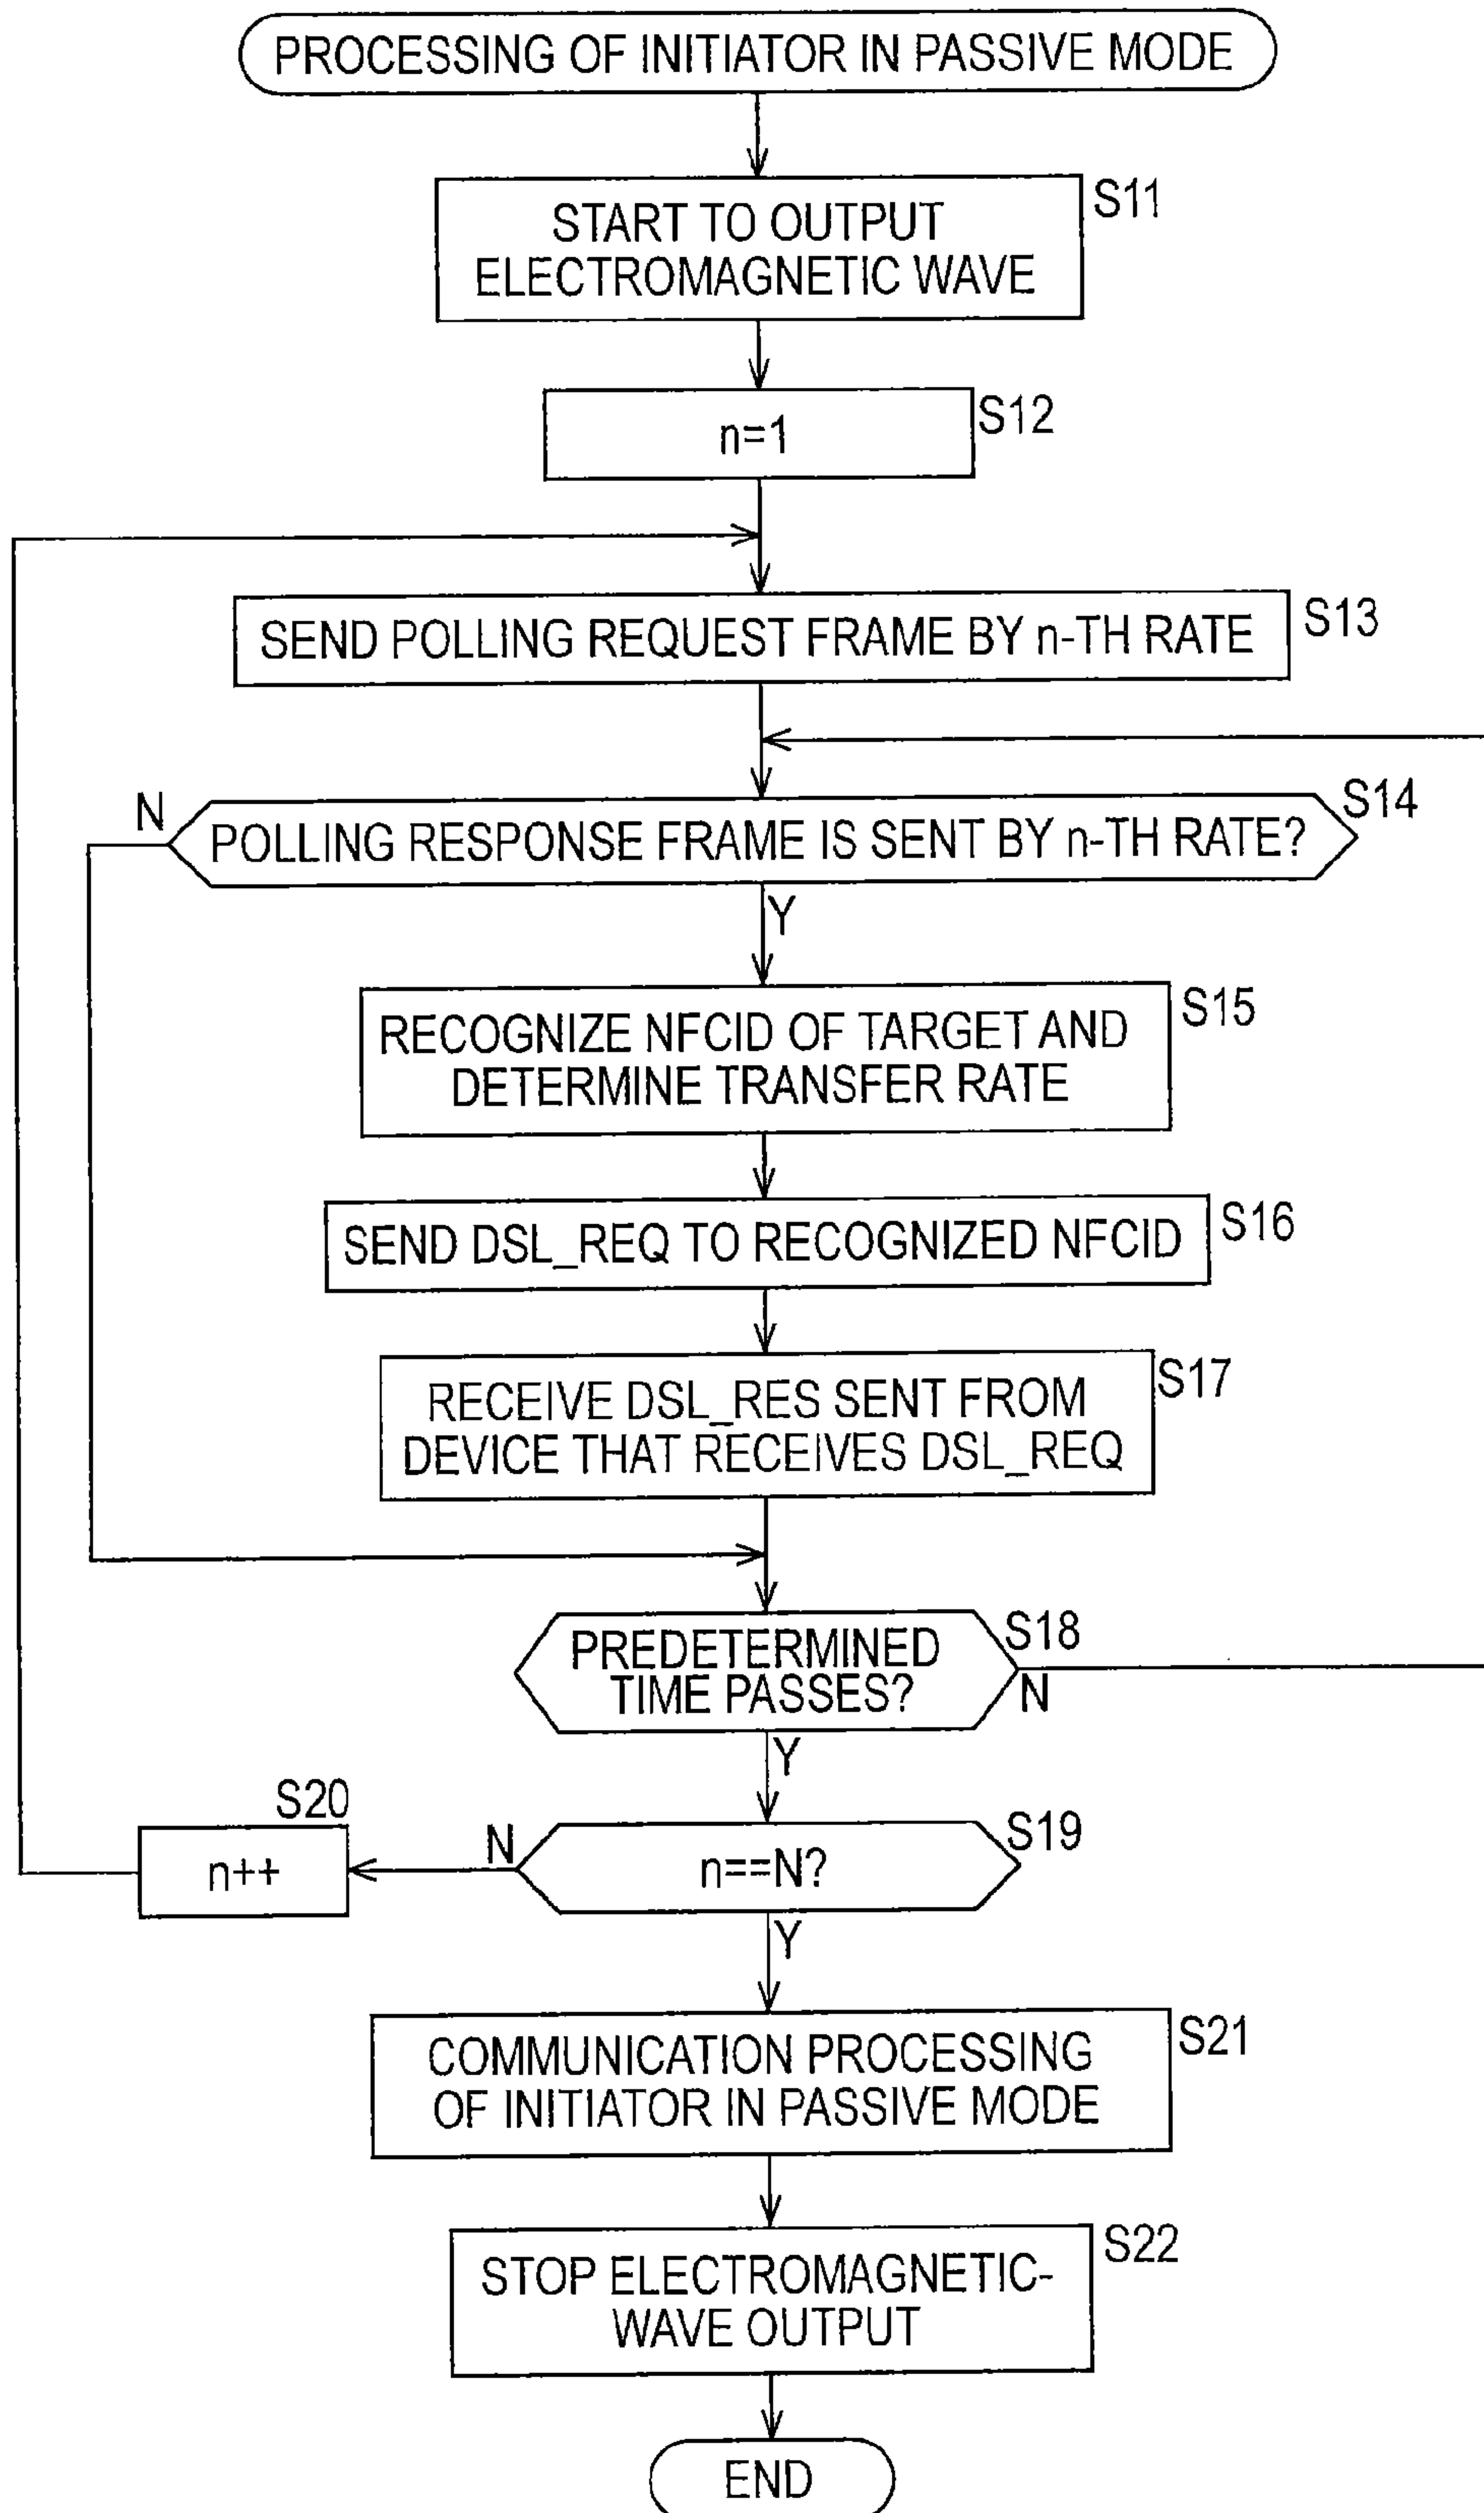 PROCESSING OF INITIATOR IN PASSIVE MODE
S11
START TO OUTPUT
ELECTROMAGNETIC WAVE
S12
n=1
S13
SEND POLLING REQUEST FRAME BY n-TH RATE
S14
N
POLLING RESPONSE FRAME IS SENT BY n-TH RATE?
Y
S15
RECOGNIZE NFCID OF TARGET AND
DETERMINE TRANSFER RATE
S16
SEND DSL_REQ TO RECOGNIZED NFCID
S17
RECEIVE DSL_RES SENT FROM
DEVICE THAT RECEIVES DSL_REQ
S18
PREDETERMINED
TIME PASSES?
N
Y
S20
S19
N
n++
n==N?
Y
S21
COMMUNICATION PROCESSING
OF INITIATOR IN PASSIVE MODE
S22
STOP ELECTROMAGNETIC-
WAVE OUTPUT
END